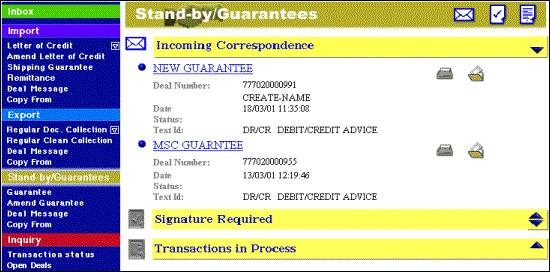 Inbox
Import
Letter of Credit
Amend Letter of Credit
Shipping Guarantee
Remittance
Deal Message
Copy From
Export
Regular Doc. Collection
Regular Clean Collection
Deal Message
Copy From
Stand-by/Guarantees
Guarantee
Amend Guarantee
Deal Message
Copy From
Inquiry
Transaction status
Open Deals
Stand-by/Guarantees
Incoming Correspondence
NEW GUARANTEE
Deal Number: 777020000991
CREATE-NAME
Date 18/03/01 11:35:08
Status:
Text Id: DR/CR DEBIT/CREDIT ADVICE
MSC GUARNTEE
Deal Number: 777020000955
Date 13/03/01 12:19:46
Status:
Text Id: DR/CR DEBIT/CREDIT ADVICE
Signature Required
Transactions in Process